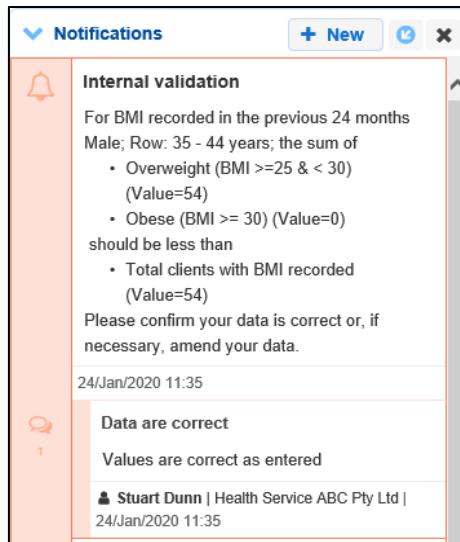 Notifications
+ New
Internal validation
For BMI recorded in the previous 24 months
Male; Row: 35 - 44 years; the sum of
• Overweight (BMI >=25 & < 30)
(Value=54)
• Obese (BMI >= 30) (Value=0)
should be less than
• Total clients with BMI recorded
(Value=54)
Please confirm your data is correct or, if
necessary, amend your data.
24/Jan/2020 11:35
1
Data are correct
Values are correct as entered
Stuart Dunn | Health Service ABC Pty Ltd |
24/Jan/2020 11:35